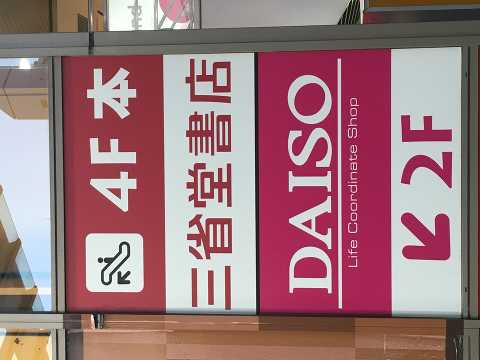 4F 本
三省堂書店
DAISO
Life Coordinate Shop
↙ 2F